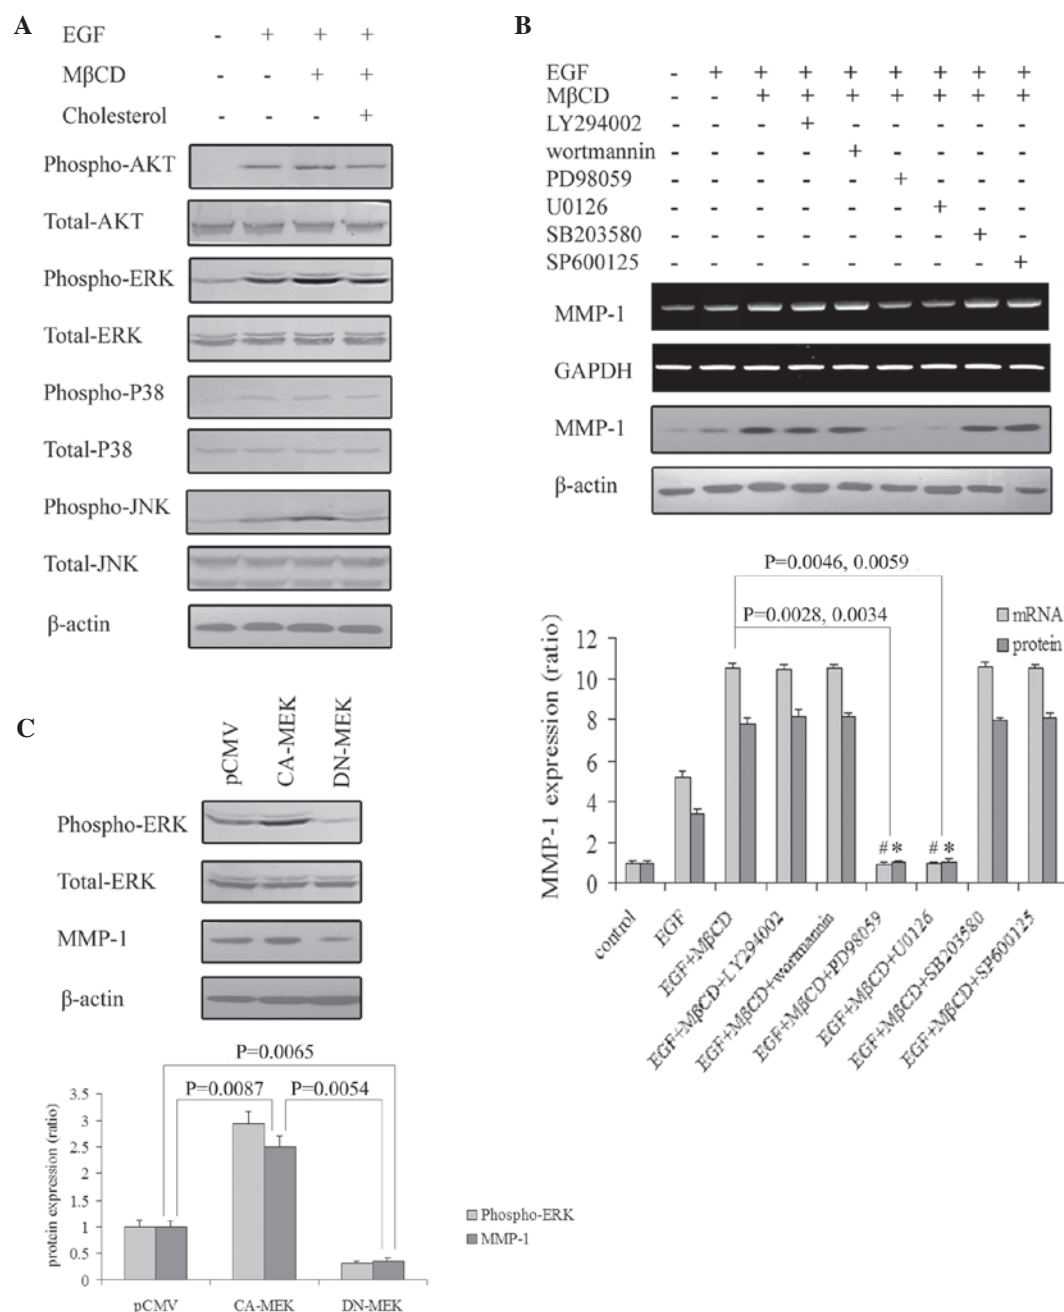 A
EGF - + + +
MβCD - - + +
Cholesterol - - - +
Phospho-AKT
Total-AKT
Phospho-ERK
Total-ERK
Phospho-P38
Total-P38
Phospho-JNK
Total-JNK
β-actin
B
EGF - + + + + + + + +
MβCD - - + + + + + + +
LY294002 - - - + - - - - -
wortmannin - - - - + - - - -
PD98059 - - - - - + - - -
U0126 - - - - - - + - -
SB203580 - - - - - - - + -
SP600125 - - - - - - - - +
MMP-1
GAPDH
MMP-1
β-actin
P=0.0046, 0.0059
P=0.0028, 0.0034
mRNA
protein
MMP-1 expression (ratio)
12
10
8
6
4
2
0
# * # *
control
EGF
EGF+MβCD
EGF+MβCD+LY294002
EGF+MβCD+wortmannin
EGF+MβCD+PD98059
EGF+MβCD+U0126
EGF+MβCD+SB203580
EGF+MβCD+SP600125
C
pCMV
CA-MEK
DN-MEK
Phospho-ERK
Total-ERK
MMP-1
β-actin
P=0.0065
P=0.0087 P=0.0054
protein expression (ratio)
3.5
3
2.5
2
1.5
1
0.5
0
pCMV CA-MEK DN-MEK
Phospho-ERK
MMP-1